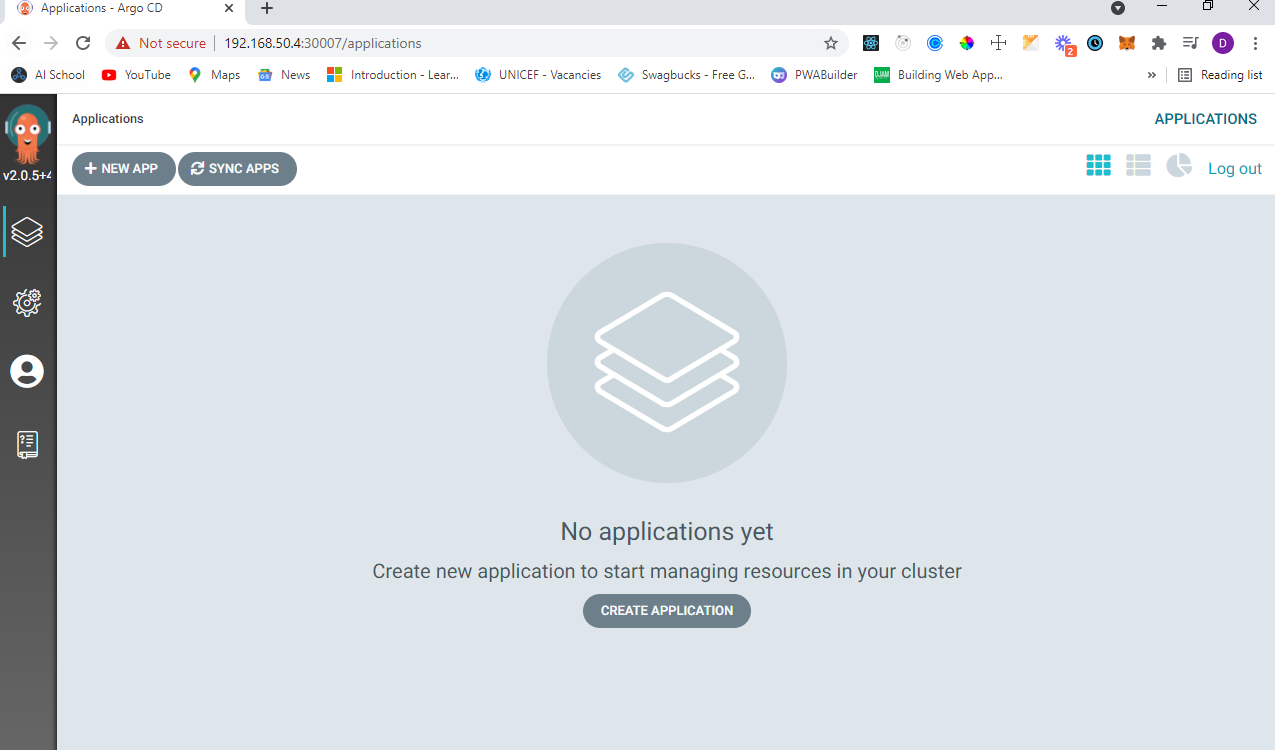 Applications - Argo CD
Not secure 192.168.50.4:30007/applications
2
D
AI School YouTube Maps News Introduction - Lear... UNICEF - Vacancies Swagbucks - Free G... PWABuilder Building Web App... » Reading list
Applications APPLICATIONS
v2.0.5+4
NEW APP SYNC APPS Log out
No applications yet
Create new application to start managing resources in your cluster
CREATE APPLICATION